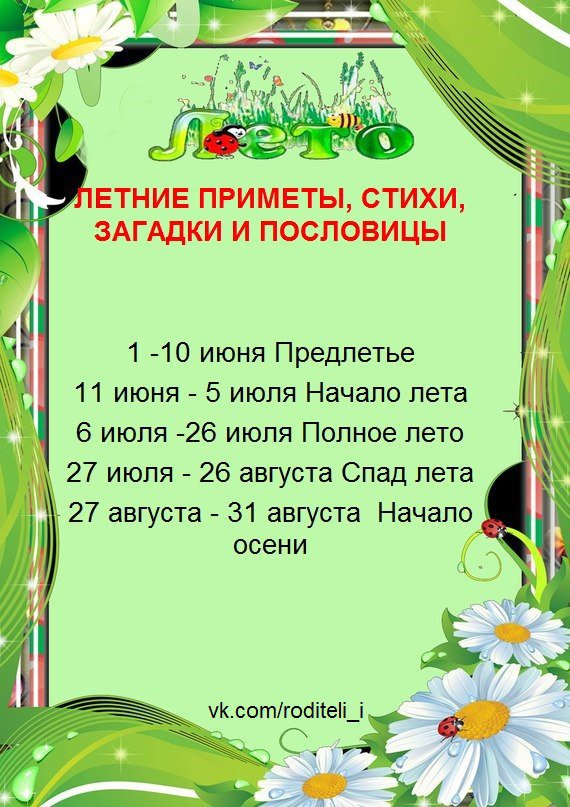 Лето
ЛЕТНИЕ ПРИМЕТЫ, СТИХИ,
ЗАГАДКИ И ПОСЛОВИЦЫ
1 -10 июня Предлетье
11 июня - 5 июля Начало лета
6 июля -26 июля Полное лето
27 июля - 26 августа Спад лета
27 августа - 31 августа  Начало
осени
vk.com/roditeli_i